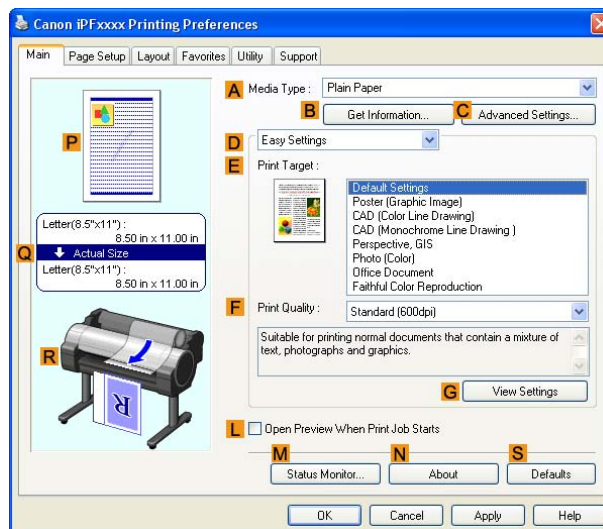 Canon iPFxxxx Printing Preferences
Main Page Setup Layout Favorites Utility Support
A Media Type : Plain Paper
B Get Information... C Advanced Settings...
D Easy Settings
E Print Target :
Default Settings
Poster (Graphic Image)
CAD (Color Line Drawing)
CAD (Monochrome Line Drawing )
Perspective, GIS
Photo (Color)
Office Document
Faithful Color Reproduction
P
Letter(8.5"x11") :
8.50 in x 11.00 in
Q Actual Size
Letter(8.5"x11") :
8.50 in x 11.00 in
F Print Quality : Standard (600dpi)
Suitable for printing normal documents that contain a mixture of
text, photographs and graphics.
R
R
G View Settings
L Open Preview When Print Job Starts
M N S
Status Monitor... About Defaults
OK Cancel Apply Help